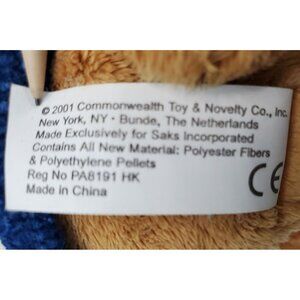 © 2001 Commonwealth Toy & Novelty Co., Inc.
New York, NY • Bunde, The Netherlands
Made Exclusively for Saks Incorporated
Contains All New Material: Polyester Fibers
& Polyethylene Pellets
Reg No PA8191 HK
Made in China
CE